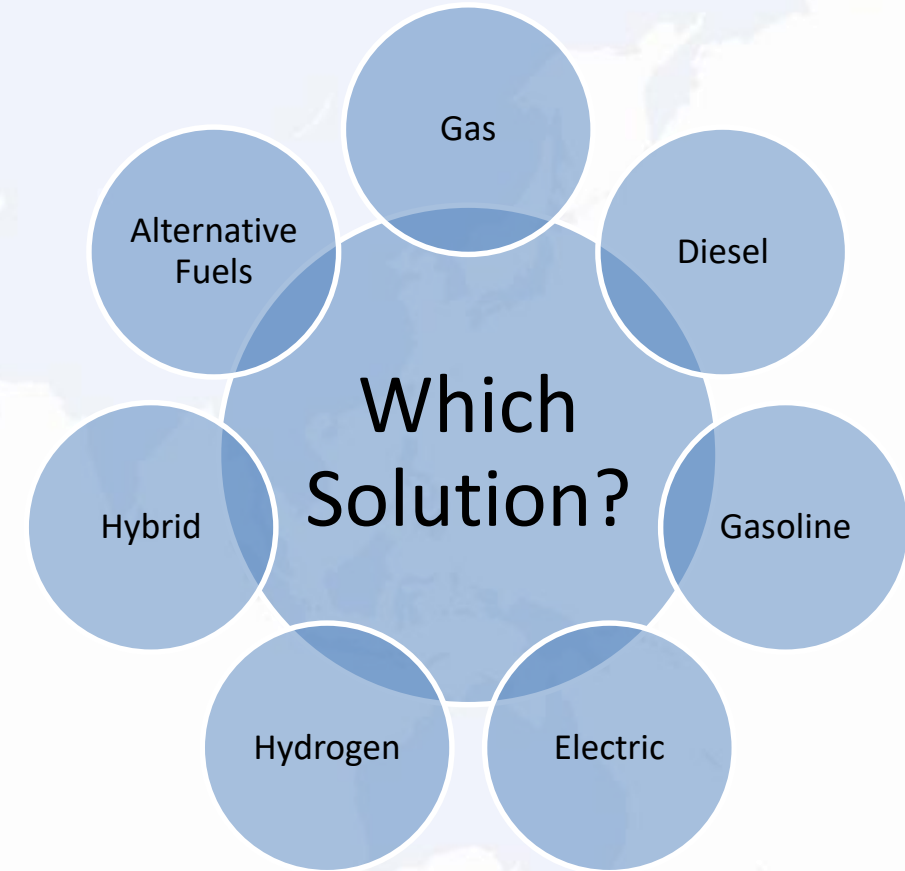 Gas
Diesel
Gasoline
Electric
Hydrogen
Hybrid
Alternative
Fuels
Which
Solution?